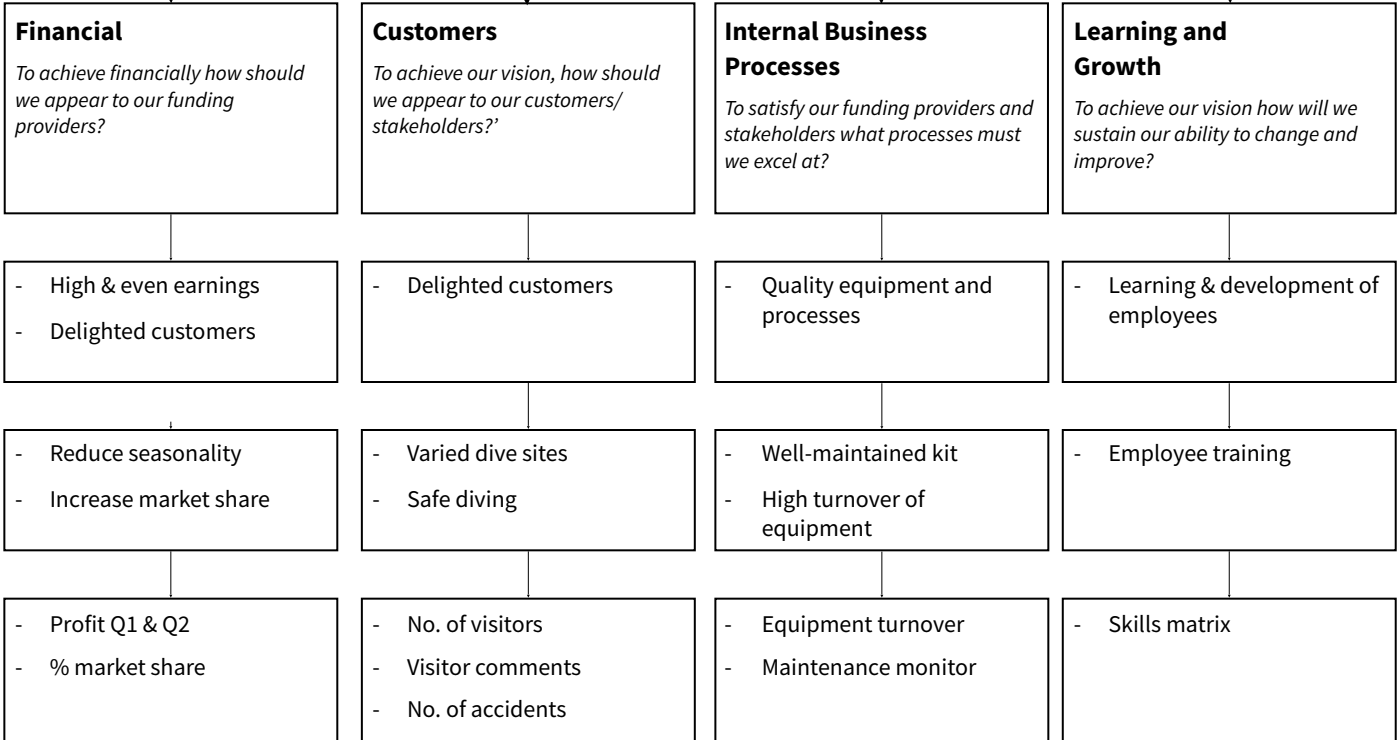 Financial
To achieve financially how should
we appear to our funding
providers?
Customers
To achieve our vision, how should
we appear to our customers/
stakeholders?’
Internal Business
Processes
To satisfy our funding providers and
stakeholders what processes must
we excel at?
Learning and
Growth
To achieve our vision how will we
sustain our ability to change and
improve?
- High & even earnings
- Delighted customers
- Delighted customers
- Quality equipment and
processes
- Learning & development of
employees
- Reduce seasonality
- Increase market share
- Varied dive sites
- Safe diving
- Well-maintained kit
- High turnover of
equipment
- Employee training
- Profit Q1 & Q2
- % market share
- No. of visitors
- Visitor comments
- No. of accidents
- Equipment turnover
- Maintenance monitor
- Skills matrix